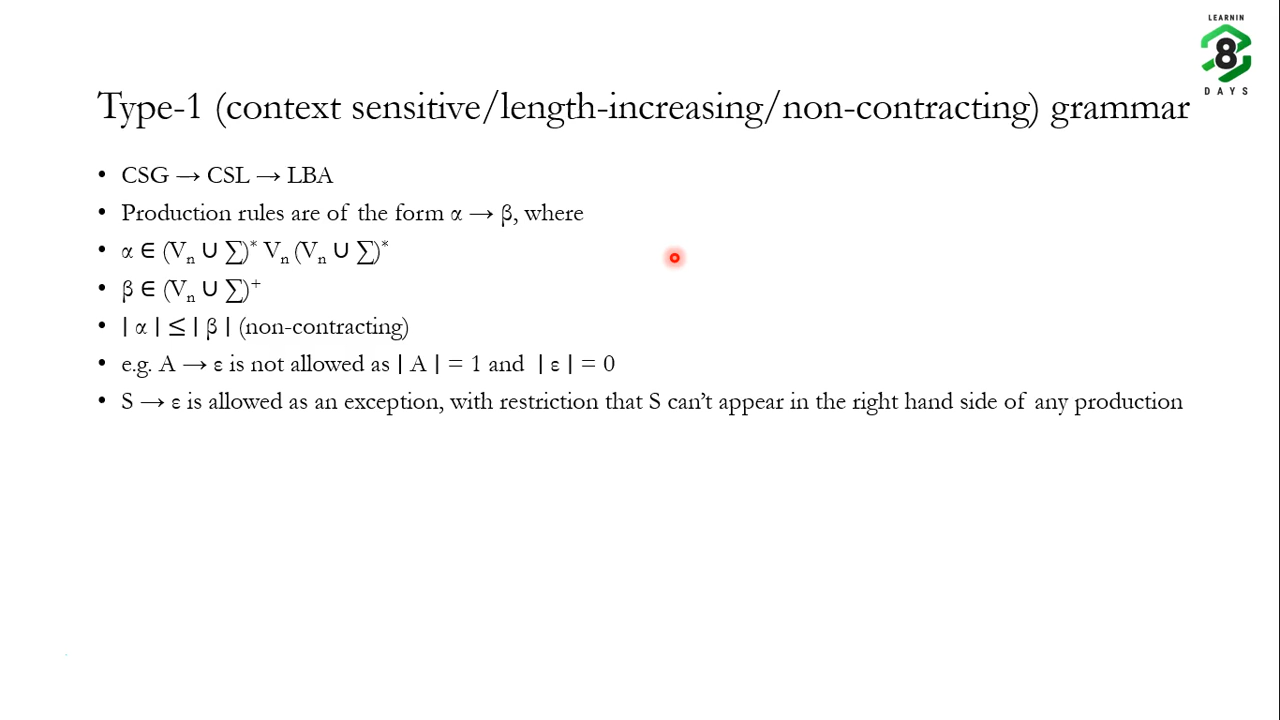 LEARNIN
8
DAYS
Type-1 (context sensitive/length-increasing/non-contracting) grammar
• CSG → CSL → LBA
• Production rules are of the form α → β, where
• α ∈ (Vn ∪ ∑)* Vn (Vn ∪ ∑)*
• β ∈ (Vn ∪ ∑)+
• | α | ≤ | β | (non-contracting)
• e.g. A → ε is not allowed as | A | = 1 and | ε | = 0
• S → ε is allowed as an exception, with restriction that S can’t appear in the right hand side of any production